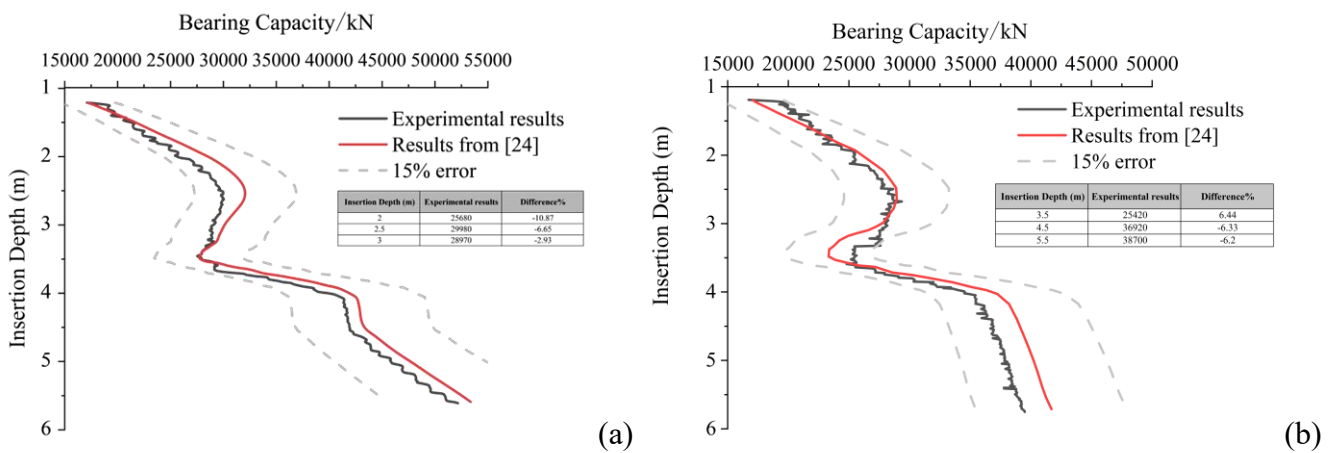 Bearing Capacity/kN
15000 20000 25000 30000 35000 40000 45000 50000 55000
1
2
3
4
5
6
Insertion Depth (m)
Experimental results
Results from [24]
15% error
Insertion Depth (m) Experimental results Difference%
2 25680 -10.87
2.5 29980 -6.65
3 28970 -2.93
(a)
Bearing Capacity/kN
15000 20000 25000 30000 35000 40000 45000 50000
1
2
3
4
5
6
Insertion Depth (m)
Experimental results
Results from [24]
15% error
Insertion Depth (m) Experimental results Difference%
3.5 25420 6.44
4.5 36920 -6.33
5.5 38700 -6.2
(b)